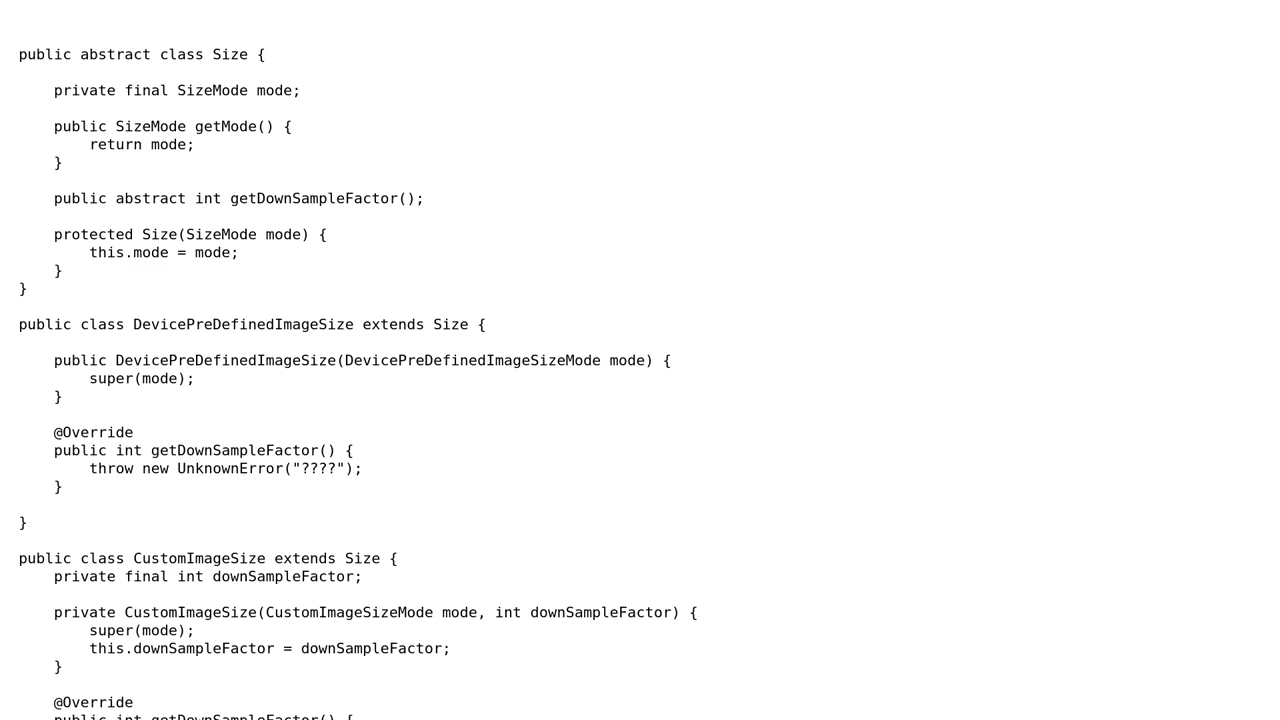 public abstract class Size {
    private final SizeMode mode;
    public SizeMode getMode() {
        return mode;
    }
    public abstract int getDownSampleFactor();
    protected Size(SizeMode mode) {
        this.mode = mode;
    }
}
public class DevicePreDefinedImageSize extends Size {
    public DevicePreDefinedImageSize(DevicePreDefinedImageSizeMode mode) {
        super(mode);
    }
    @Override
    public int getDownSampleFactor() {
        throw new UnknownError("????");
    }
}
public class CustomImageSize extends Size {
    private final int downSampleFactor;
    private CustomImageSize(CustomImageSizeMode mode, int downSampleFactor) {
        super(mode);
        this.downSampleFactor = downSampleFactor;
    }
    @Override
    public int getDownSampleFactor() {